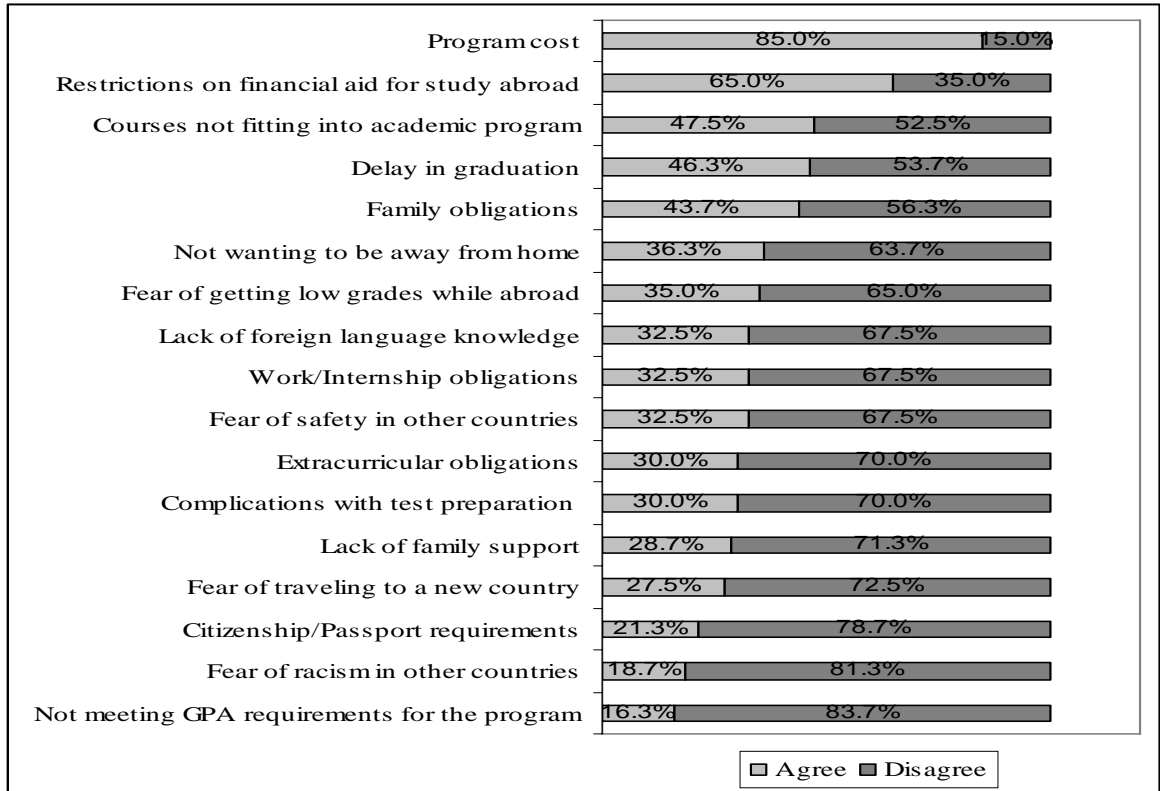 Program cost 85.0% 15.0%
Restrictions on financial aid for study abroad 65.0% 35.0%
Courses not fitting into academic program 47.5% 52.5%
Delay in graduation 46.3% 53.7%
Family obligations 43.7% 56.3%
Not wanting to be away from home 36.3% 63.7%
Fear of getting low grades while abroad 35.0% 65.0%
Lack of foreign language knowledge 32.5% 67.5%
Work/Internship obligations 32.5% 67.5%
Fear of safety in other countries 32.5% 67.5%
Extracurricular obligations 30.0% 70.0%
Complications with test preparation 30.0% 70.0%
Lack of family support 28.7% 71.3%
Fear of traveling to a new country 27.5% 72.5%
Citizenship/Passport requirements 21.3% 78.7%
Fear of racism in other countries 18.7% 81.3%
Not meeting GPA requirements for the program 16.3% 83.7%
Agree Disagree